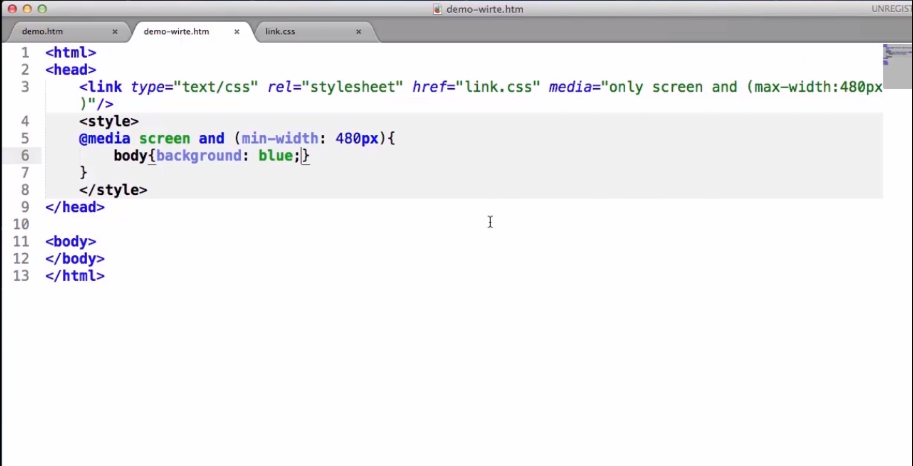 demo-wirte.htm
UNREGIST
demo.htm ×
demo-wirte.htm ×
link.css ×
1 <html>
2 <head>
3 <link type="text/css" rel="stylesheet" href="link.css" media="only screen and (max-width:480px
)"/>
4 <style>
5 @media screen and (min-width: 480px){
6 body{background: blue;}
7 }
8 </style>
9 </head>
10
11 <body>
12 </body>
13 </html>